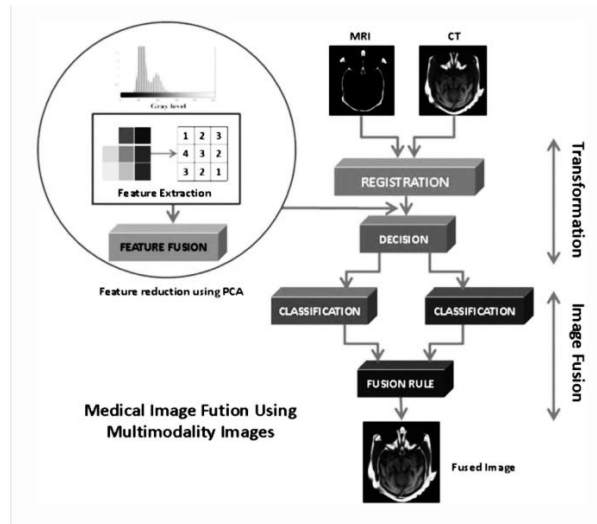 MRI
CT
Gray level
1 2 3
4 3 2
3 2 1
Feature Extraction
FEATURE FUSION
Feature reduction using PCA
REGISTRATION
DECISION
CLASSIFICATION
CLASSIFICATION
FUSION RULE
Transformation
Image Fusion
Medical Image Fution Using
Multimodality Images
Fused Image